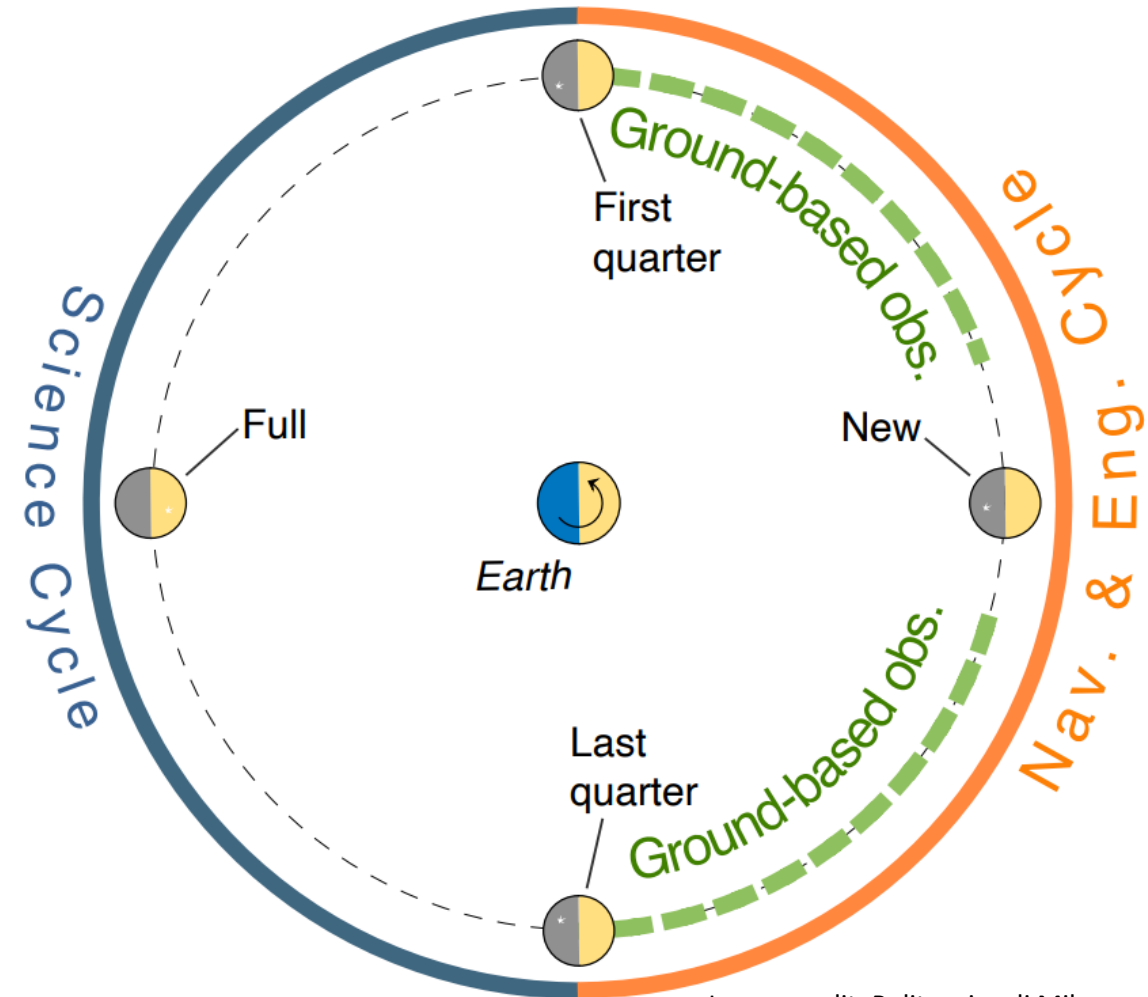 First
quarter
Ground-based obs.
Nav. & Eng. Cycle
Science Cycle
Full
New
Earth
Last
quarter
Ground-based obs.